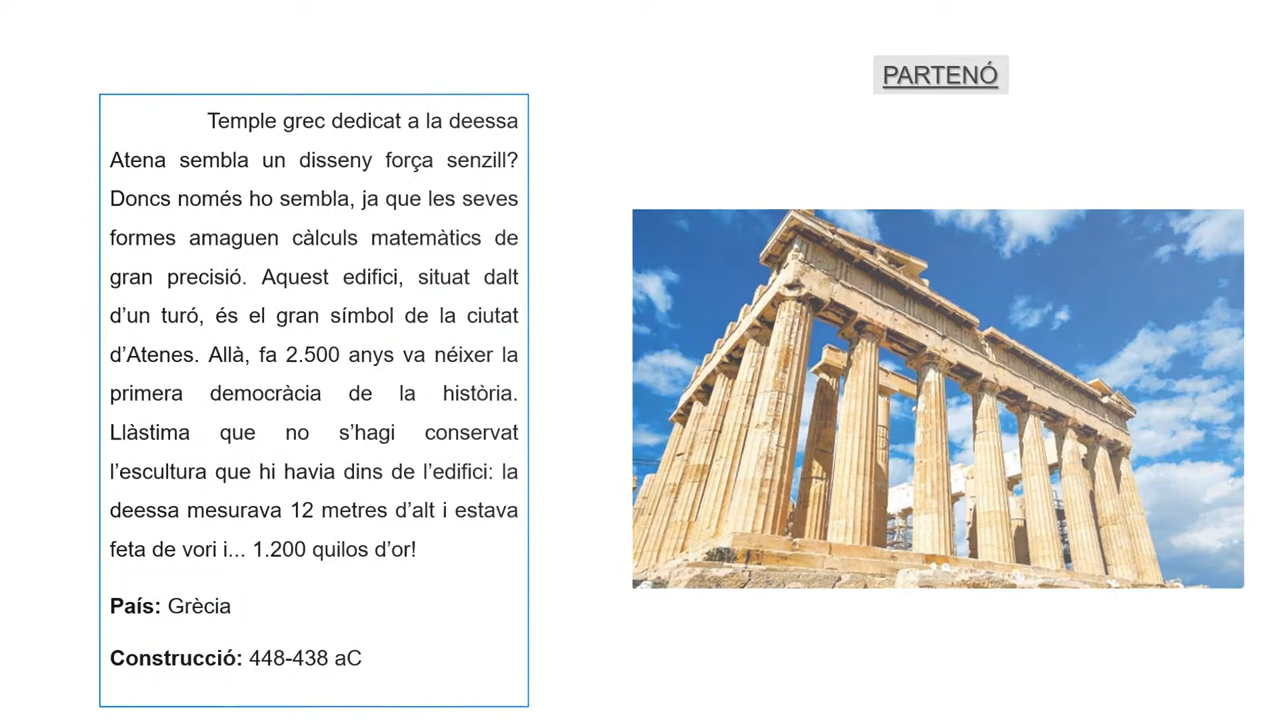 PARTENÓ
Temple grec dedicat a la deessa
Atena sembla un disseny força senzill?
Doncs només ho sembla, ja que les seves
formes amaguen càlculs matemàtics de
gran precisió. Aquest edifici, situat dalt
d’un turó, és el gran símbol de la ciutat
d’Atenes. Allà, fa 2.500 anys va néixer la
primera democràcia de la història.
Llàstima que no s’hagi conservat
l’escultura que hi havia dins de l’edifici: la
deessa mesurava 12 metres d’alt i estava
feta de vori i... 1.200 quilos d’or!
País: Grècia
Construcció: 448-438 aC